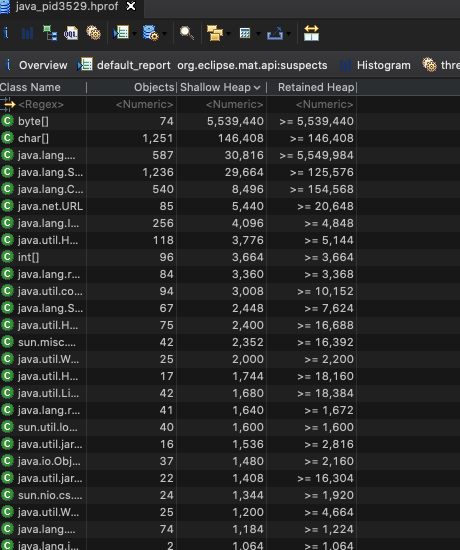 java_pid3529.hprof
Overview default_report org.eclipse.mat.api:suspects Histogram thre
Class Name Objects Shallow Heap Retained Heap
<Regex> <Numeric> <Numeric> <Numeric>
byte[] 74 5,539,440 >= 5,539,440
char[] 1,251 146,408 >= 146,408
java.lang.... 587 30,816 >= 5,549,984
java.lang.S... 1,236 29,664 >= 125,576
java.lang.C... 540 8,496 >= 154,568
java.net.URL 85 5,440 >= 20,648
java.lang.I... 256 4,096 >= 4,848
java.util.H... 118 3,776 >= 5,144
int[] 96 3,664 >= 3,664
java.lang.r... 84 3,360 >= 3,368
java.util.co... 94 3,008 >= 10,152
java.lang.S... 67 2,448 >= 7,624
java.util.H... 75 2,400 >= 16,688
sun.misc.... 42 2,352 >= 16,392
java.util.W... 25 2,000 >= 2,200
java.util.H... 17 1,744 >= 18,160
java.util.Li... 42 1,680 >= 18,384
java.lang.r... 41 1,640 >= 1,672
sun.util.lo... 40 1,600 >= 1,600
java.util.jar... 16 1,536 >= 2,816
java.io.Obj... 37 1,480 >= 2,160
java.util.jar... 22 1,408 >= 16,304
sun.nio.cs.... 24 1,344 >= 1,920
java.util.W... 25 1,200 >= 4,664
java.lang.... 74 1,184 >= 1,224
java.lang.i... 2 1,064 >= 1,064